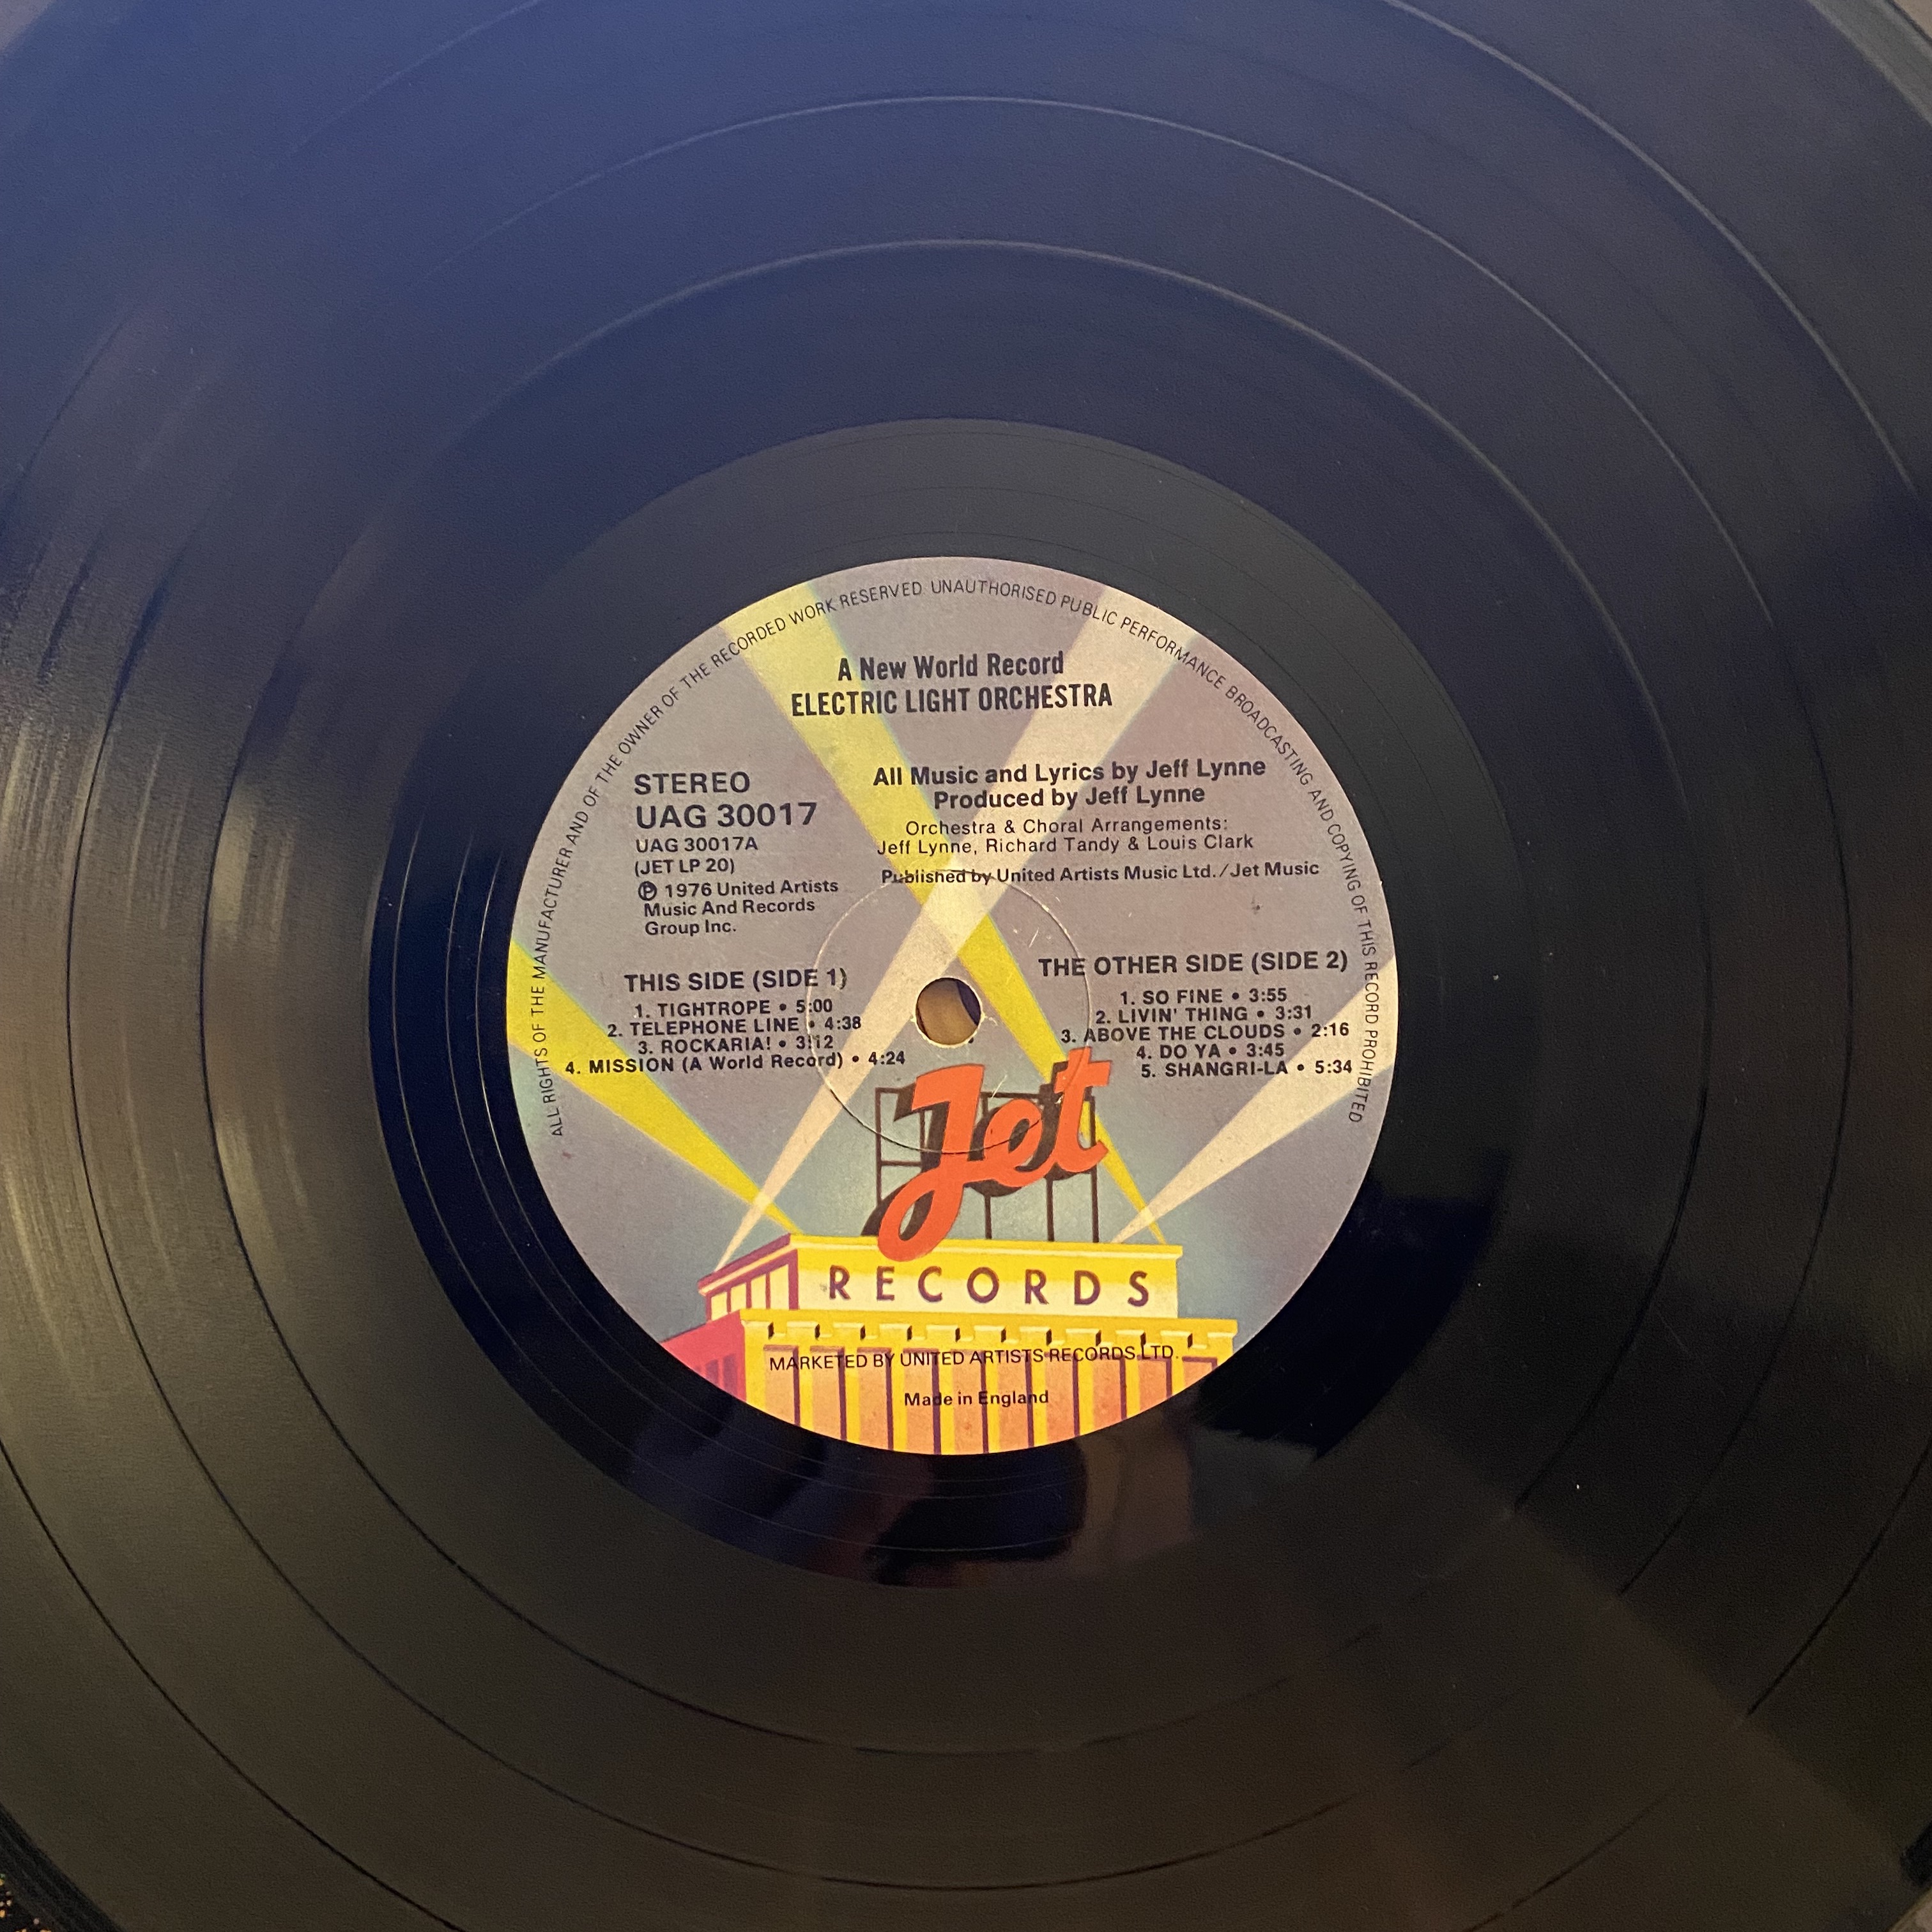 ALL RIGHTS OF THE MANUFACTURER AND OF THE OWNER OF THE RECORDED WORK RESERVED UNAUTHORISED PUBLIC PERFORMANCE BROADCASTING AND COPYING OF THIS RECORD PROHIBITED
A New World Record
ELECTRIC LIGHT ORCHESTRA
STEREO
UAG 30017
UAG 30017A
(JET LP 20)
Ⓟ 1976 United Artists
Music And Records
Group Inc.
All Music and Lyrics by Jeff Lynne
Produced by Jeff Lynne
Orchestra & Choral Arrangements:
Jeff Lynne, Richard Tandy & Louis Clark
Published by United Artists Music Ltd./Jet Music
THIS SIDE (SIDE 1)
1. TIGHTROPE • 5:00
2. TELEPHONE LINE • 4:38
3. ROCKARIA! • 3:12
4. MISSION (A World Record) • 4:24
THE OTHER SIDE (SIDE 2)
1. SO FINE • 3:55
2. LIVIN' THING • 3:31
3. ABOVE THE CLOUDS • 2:16
4. DO YA • 3:45
5. SHANGRI-LA • 5:34
Jet
RECORDS
MARKETED BY UNITED ARTISTS RECORDS LTD.
Made in England